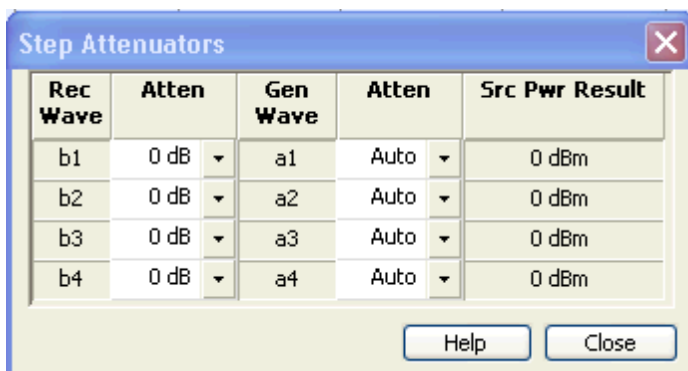 Step Attenuators
Rec Wave Atten Gen Wave Atten Src Pwr Result
b1 0 dB a1 Auto 0 dBm
b2 0 dB a2 Auto 0 dBm
b3 0 dB a3 Auto 0 dBm
b4 0 dB a4 Auto 0 dBm
Help Close